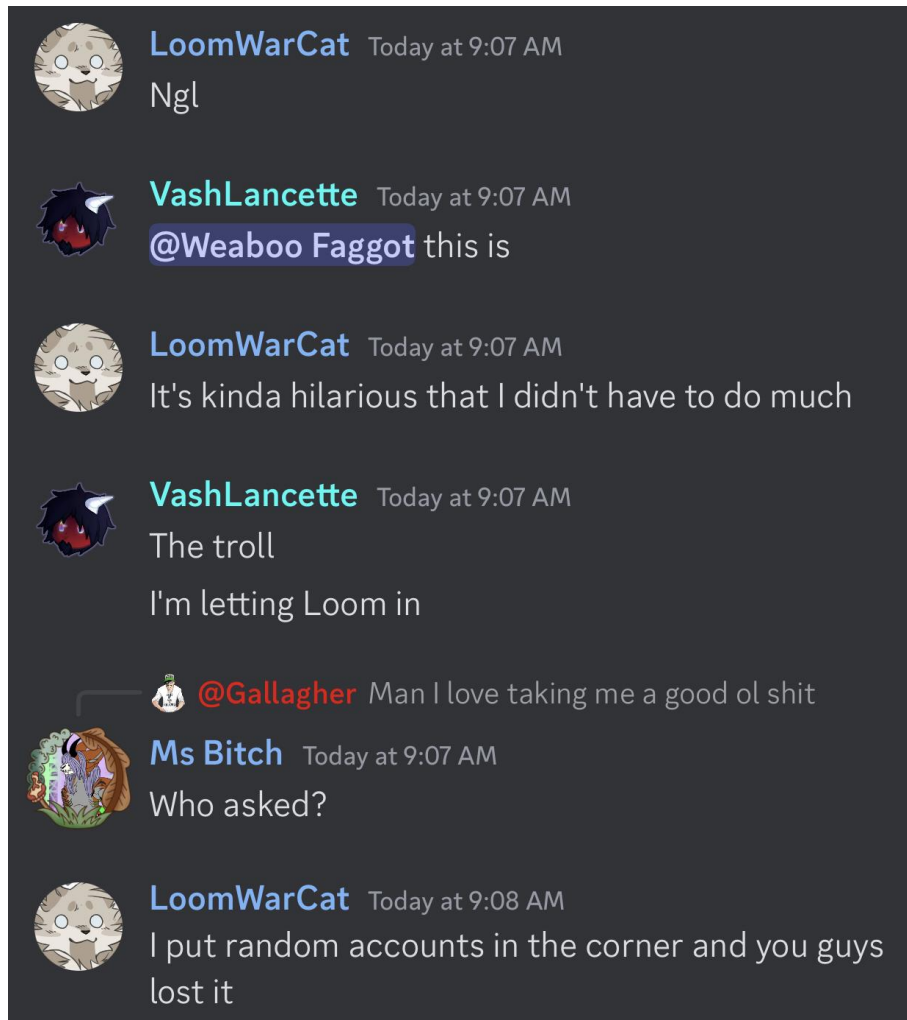 LoomWarCat Today at 9:07 AM
Ngl
VashLancette Today at 9:07 AM
@Weaboo Faggot this is
LoomWarCat Today at 9:07 AM
It's kinda hilarious that I didn't have to do much
VashLancette Today at 9:07 AM
The troll
I'm letting Loom in
@Gallagher Man I love taking me a good ol shit
Ms Bitch Today at 9:07 AM
Who asked?
LoomWarCat Today at 9:08 AM
I put random accounts in the corner and you guys
lost it